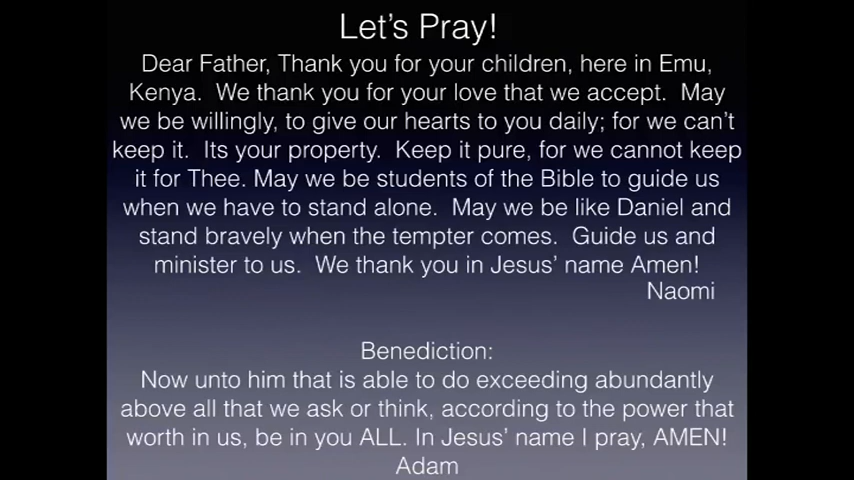 Let's Pray!
Dear Father, Thank you for your children, here in Emu,
Kenya. We thank you for your love that we accept. May
we be willingly, to give our hearts to you daily; for we can't
keep it. Its your property. Keep it pure, for we cannot keep
it for Thee. May we be students of the Bible to guide us
when we have to stand alone. May we be like Daniel and
stand bravely when the tempter comes. Guide us and
minister to us. We thank you in Jesus' name Amen!
Naomi
Benediction:
Now unto him that is able to do exceeding abundantly
above all that we ask or think, according to the power that
worth in us, be in you ALL. In Jesus' name I pray, AMEN!
Adam